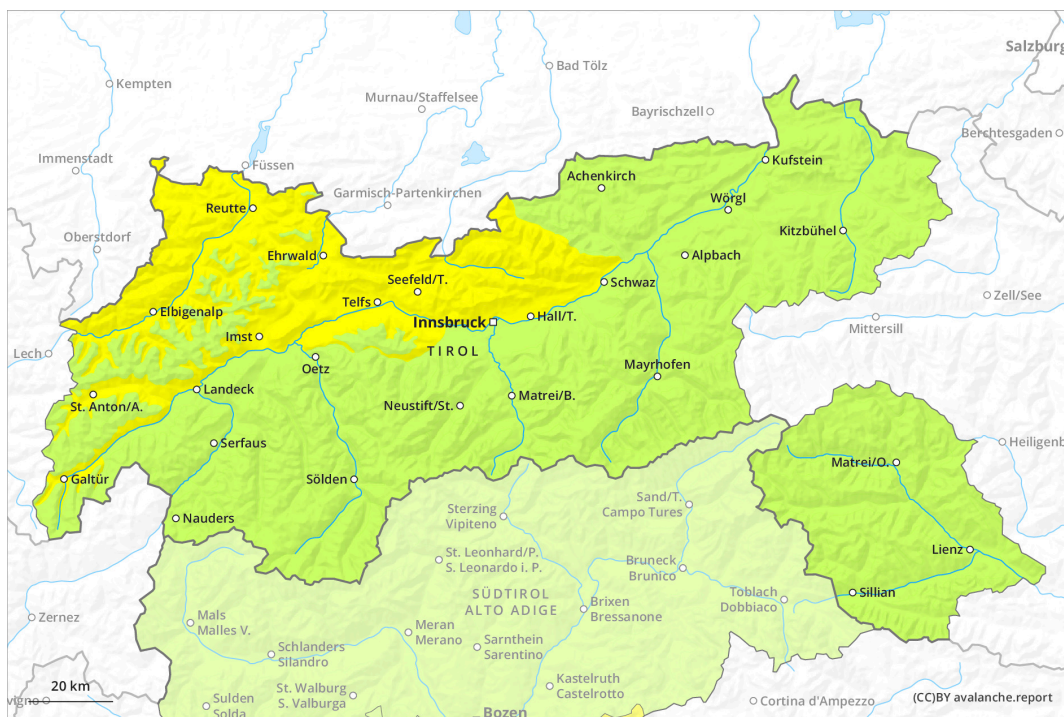 Salzburg
Bad Tölz
Kempten
Murnau/Staffelsee
Bayrischzell
Berchtesgaden
Immenstadt
Füssen
Kufstein
Garmisch-Partenkirchen
Achenkirch
Reutte
Wörgl
Oberstdorf
Kitzbühel
Ehrwald
Alpbach
Seefeld/T.
Schwaz
Zell/See
Telfs
Elbigenalp
Innsbruck
Hall/T.
Mittersill
Imst
Lech
TIROL
Oetz
Mayrhofen
Landeck
Matrei/B.
St. Anton/A.
Neustift/St.
Serfaus
Heiligenb
Matrei/O.
Galtür
Sölden
Sand/T.
Campo Tures
Sterzing
Vipiteno
Nauders
Lienz
St. Leonhard/P.
S. Leonardo i. P.
Bruneck
Brunico
Sillian
SÜDTIROL
ALTO ADIGE
Toblach
Dobbiaco
Brixen
Bressanone
Zernez
Mals
Malles V.
Meran
Merano
Sarnthein
Sarentino
Schlanders
Silandro
Kastelruth
Castelrotto
20 km
St. Walburg
S. Valburga
vigno
Cortina d'Ampezzo
(CC)BY avalanche.report
Sulden
Solda
Bozen